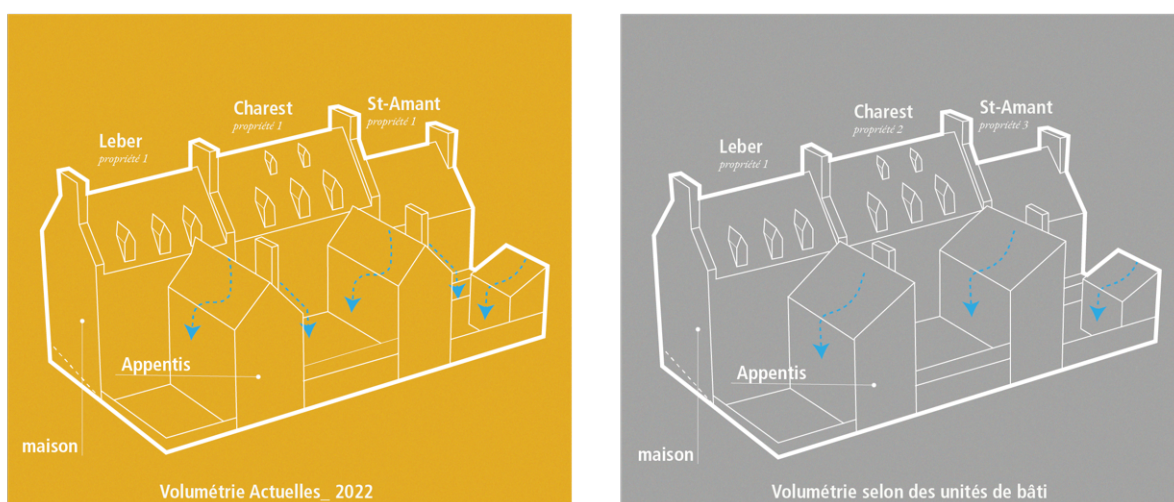 St-Amant
propriété 1
Charest
propriété 1
Leber
propriété 1
Appentis
maison
Volumétrie Actuelles_ 2022
St-Amant
propriété 3
Charest
propriété 2
Leber
propriété 1
Appentis
maison
Volumétrie selon des unités de bâti